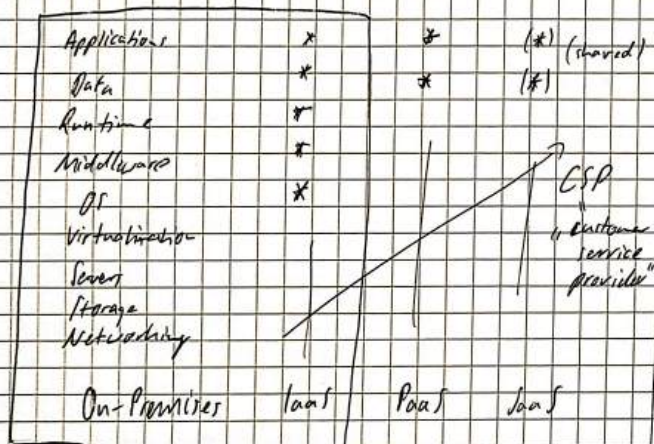 Applications * * (*) (shared)
Data * * (*)
Runtime *
Middleware *
OS *
Virtualization
Servers
Storage
Networking
CSP
"customer
service
provider"
On-Premises IaaS PaaS SaaS